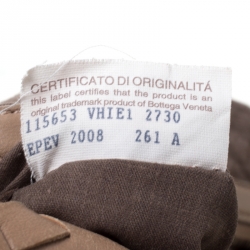 CERTIFICATO DI ORIGINALITÁ
this label certifies that the product is an
original trademark product of Bottega Veneta
115653 VHIE1 2730
EPEV 2008 261 A